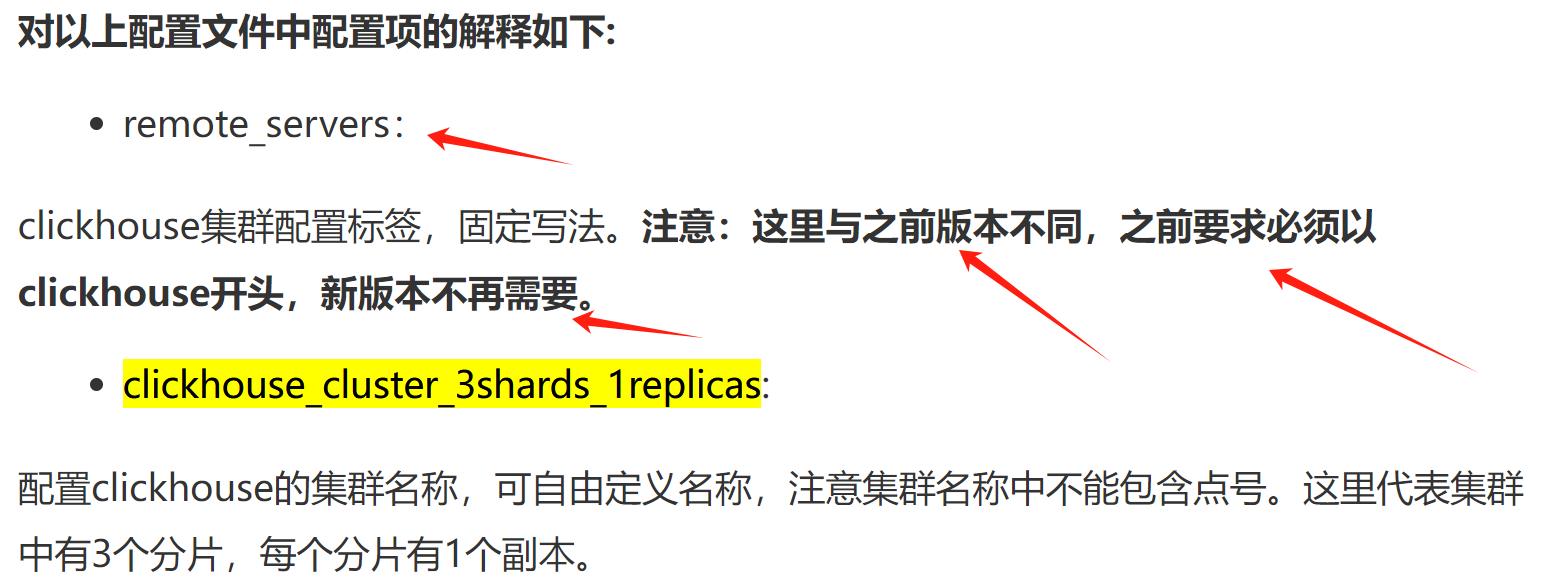 对以上配置文件中配置项的解释如下:
• remote_servers：
clickhouse集群配置标签，固定写法。注意：这里与之前版本不同，之前要求必须以
clickhouse开头，新版本不再需要。
• clickhouse_cluster_3shards_1replicas:
配置clickhouse的集群名称，可自由定义名称，注意集群名称中不能包含点号。这里代表集群
中有3个分片，每个分片有1个副本。